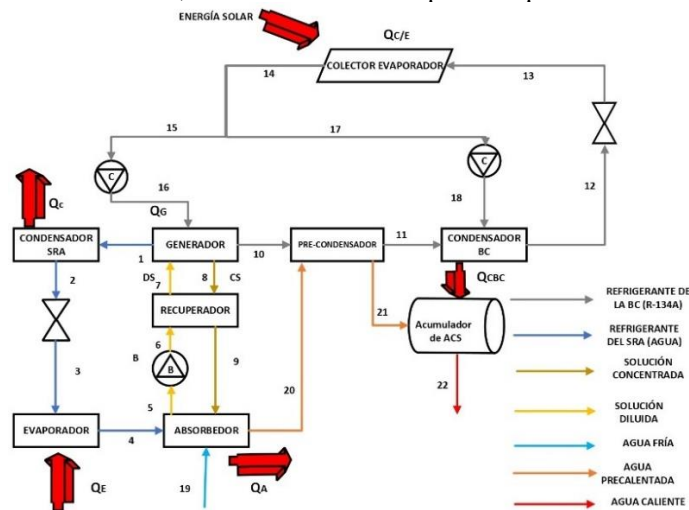 ENERGÍA SOLAR
QC/E
COLECTOR EVAPORADOR
14
13
15
17
C
C
16
18
12
QC
QG
CONDENSADOR
SRA
GENERADOR
PRE-CONDENSADOR
CONDENSADOR
BC
1
10
11
2
DS
7
8
CS
QCBC
RECUPERADOR
21
Acumulador
de ACS
REFRIGERANTE DE
LA BC (R-134A)
REFRIGERANTE
DEL SRA (AGUA)
6
B
B
9
3
20
22
SOLUCIÓN
CONCENTRADA
5
SOLUCIÓN
DILUIDA
EVAPORADOR
4
ABSORBEDOR
AGUA FRÍA
QE
19
QA
AGUA
PRECALENTADA
AGUA CALIENTE